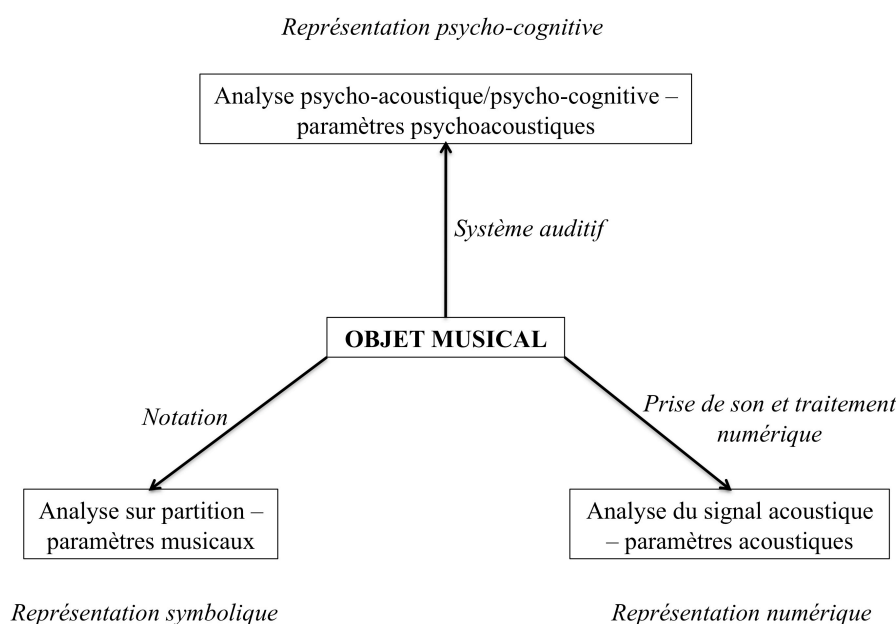 Représentation psycho-cognitive
Analyse psycho-acoustique/psycho-cognitive –
paramètres psychoacoustiques
Système auditif
OBJET MUSICAL
Notation
Prise de son et traitement
numérique
Analyse sur partition –
paramètres musicaux
Analyse du signal acoustique
– paramètres acoustiques
Représentation symbolique
Représentation numérique